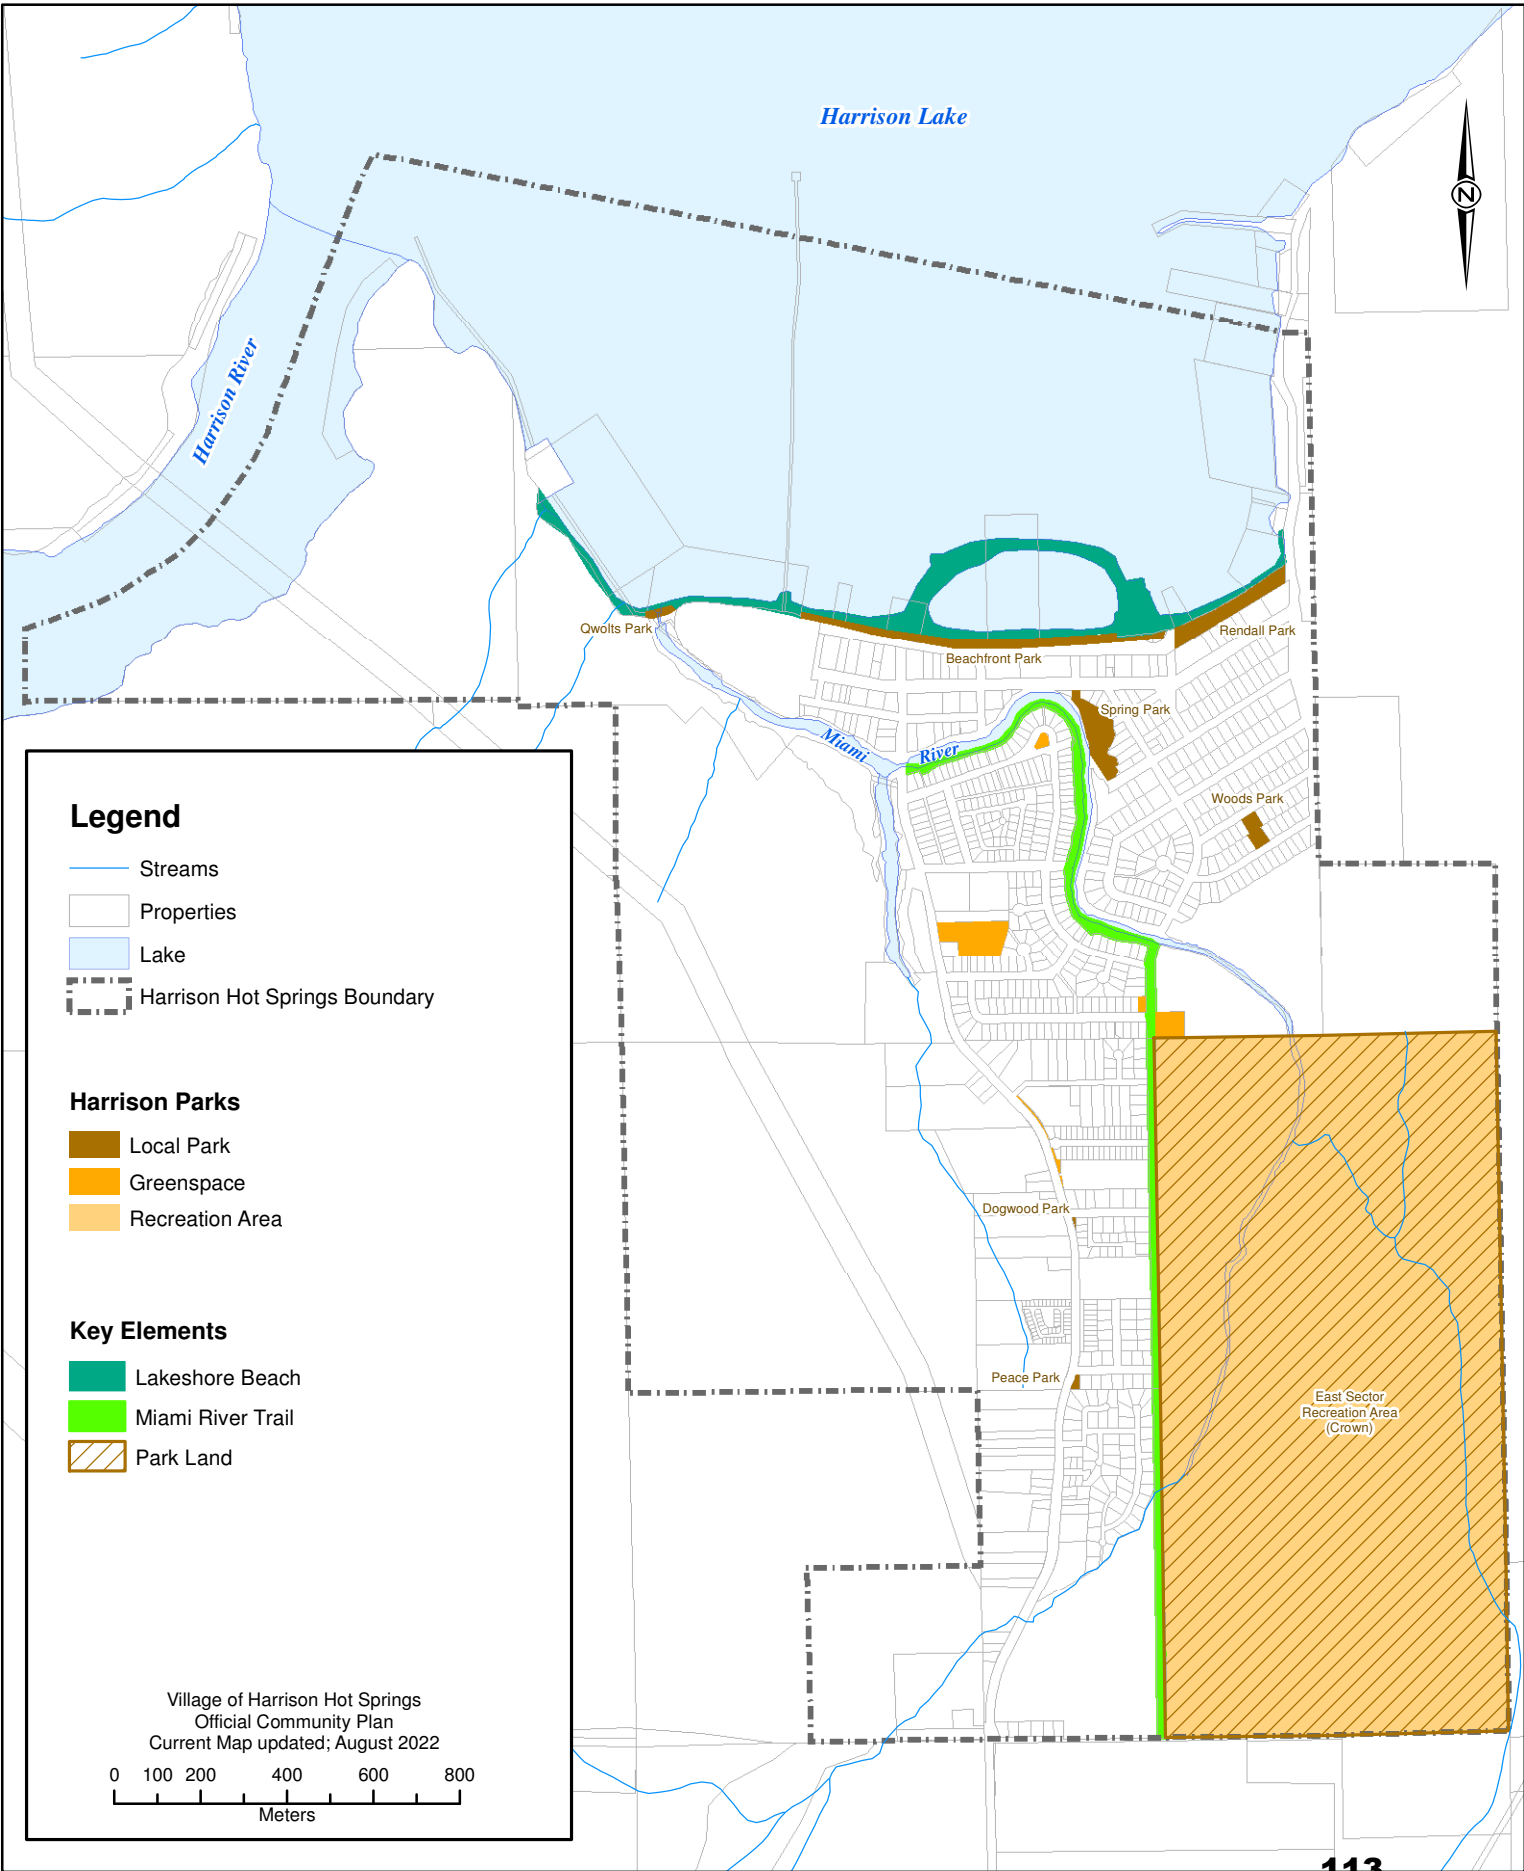 Harrison Lake
N
Harrison River
Qwolts Park
Rendall Park
Beachfront Park
Spring Park
Miami River
Woods Park
Dogwood Park
Peace Park
East Sector
Recreation Area
(Crown)
Legend
Streams
Properties
Lake
Harrison Hot Springs Boundary
Harrison Parks
Local Park
Greenspace
Recreation Area
Key Elements
Lakeshore Beach
Miami River Trail
Park Land
Village of Harrison Hot Springs
Official Community Plan
Current Map updated; August 2022
0 100 200 400 600 800
Meters
113